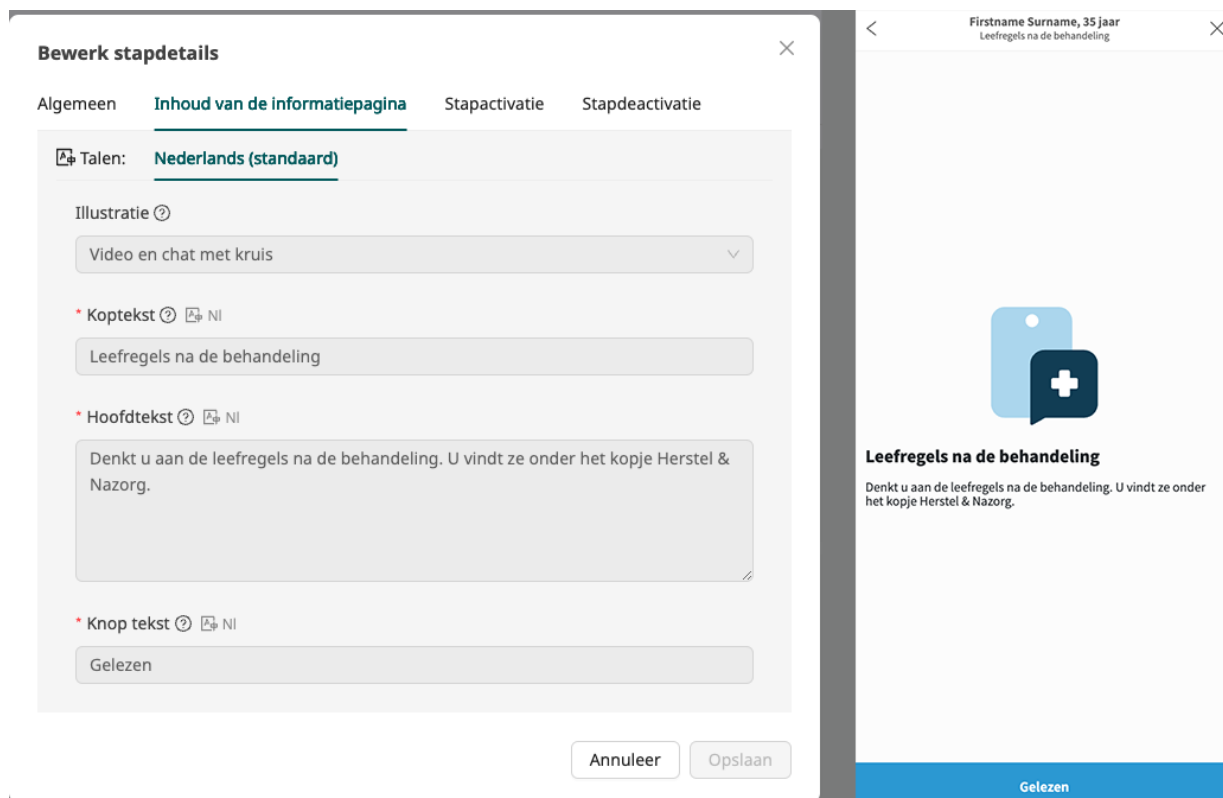 Bewerk stapdetails
Algemeen
Inhoud van de informatiepagina
Stapactivatie
Stapdeactivatie
Talen:
Nederlands (standaard)
Illustratie
Video en chat met kruis
* Koptekst Nl
Leefregels na de behandeling
* Hoofdtekst Nl
Denkt u aan de leefregels na de behandeling. U vindt ze onder het kopje Herstel &
Nazorg.
* Knop tekst Nl
Gelezen
Annuleer
Opslaan
Firstname Surname, 35 jaar
Leefregels na de behandeling
Leefregels na de behandeling
Denkt u aan de leefregels na de behandeling. U vindt ze onder
het kopje Herstel & Nazorg.
Gelezen